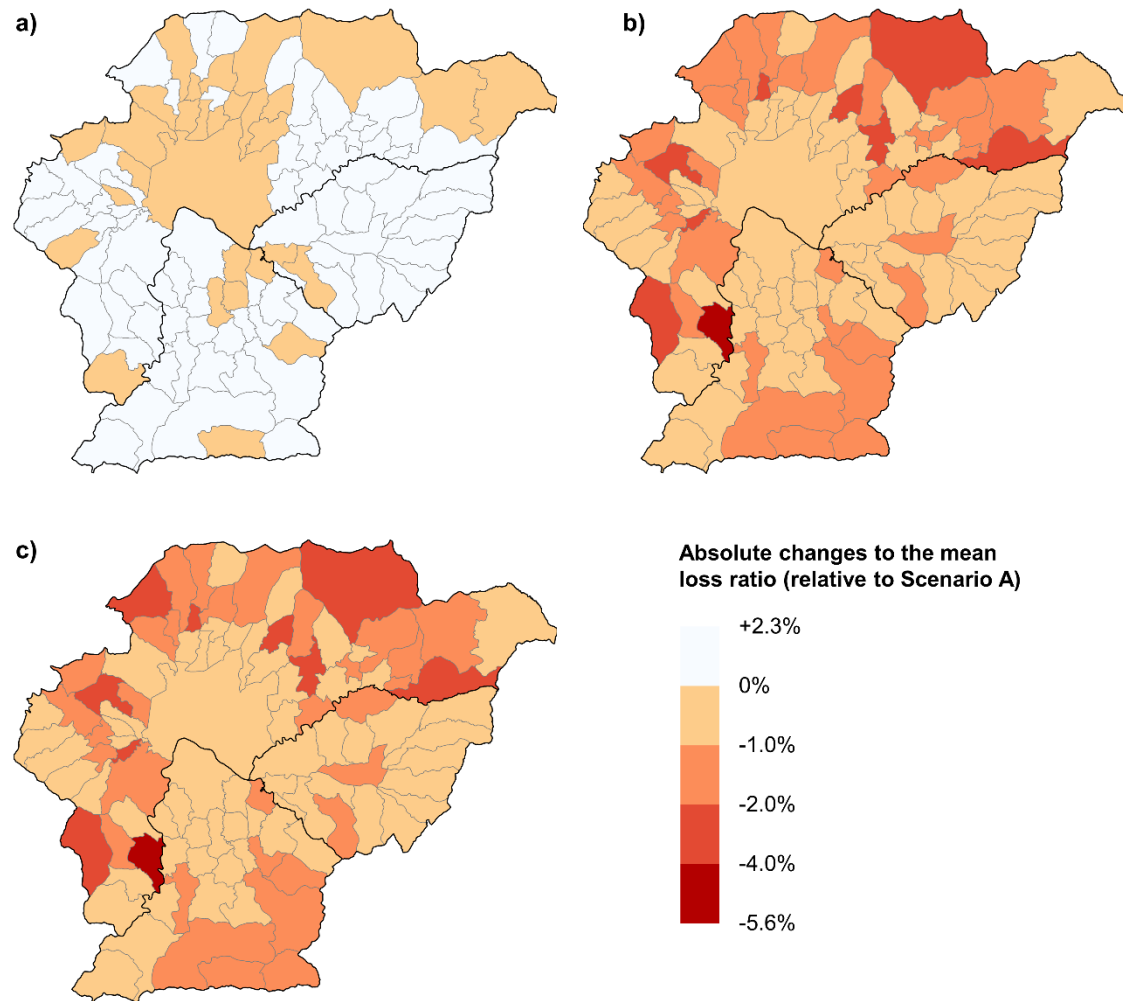 a)
b)
c)
Absolute changes to the mean
loss ratio (relative to Scenario A)
+2.3%
0%
-1.0%
-2.0%
-4.0%
-5.6%